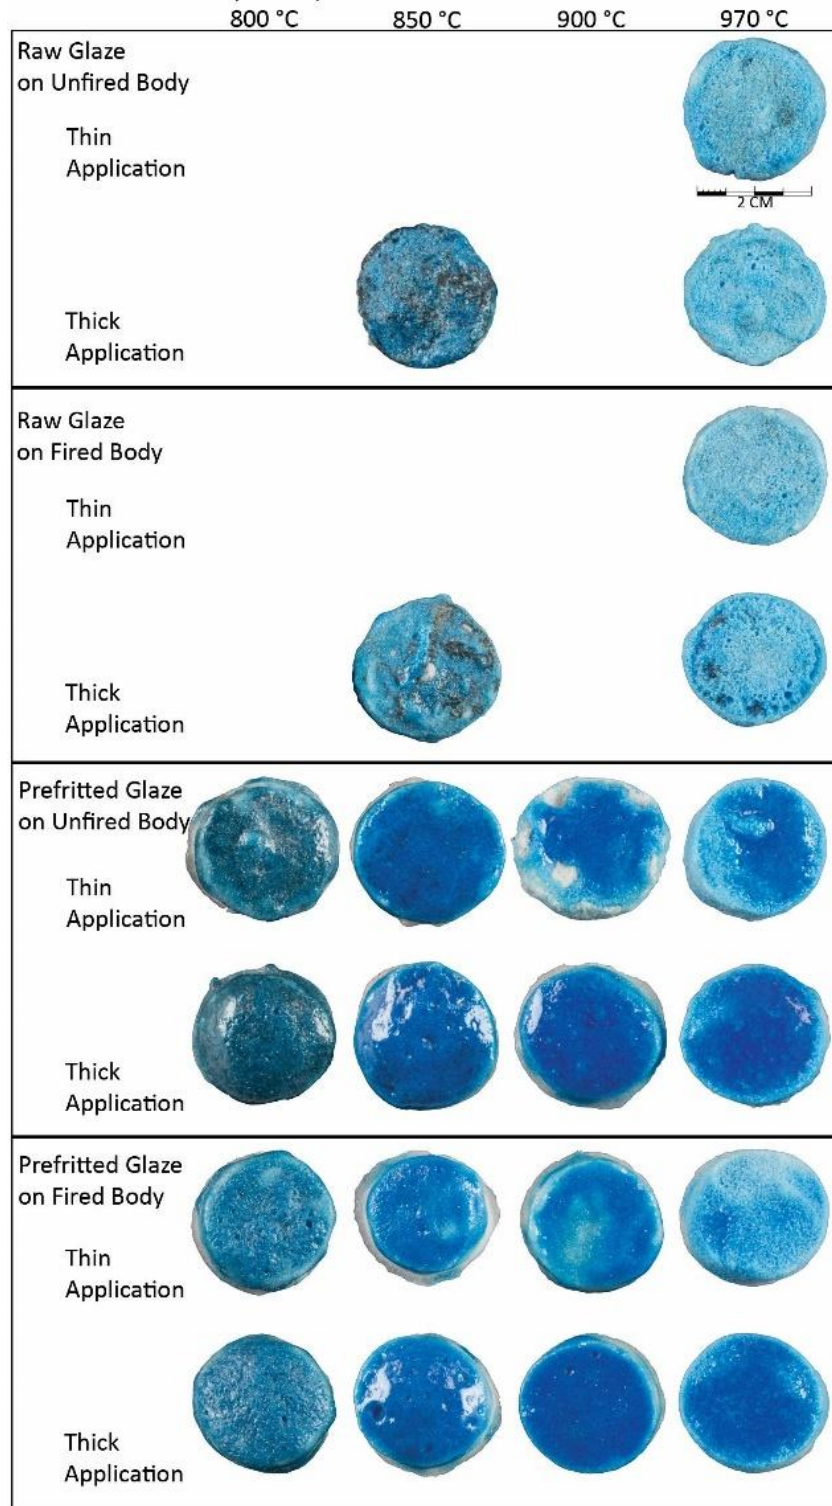 800 °C 850 °C 900 °C 970 °C
Raw Glaze
on Unfired Body
Thin
Application
2 CM
Thick
Application
Raw Glaze
on Fired Body
Thin
Application
Thick
Application
Prefritted Glaze
on Unfired Body
Thin
Application
Thick
Application
Prefritted Glaze
on Fired Body
Thin
Application
Thick
Application